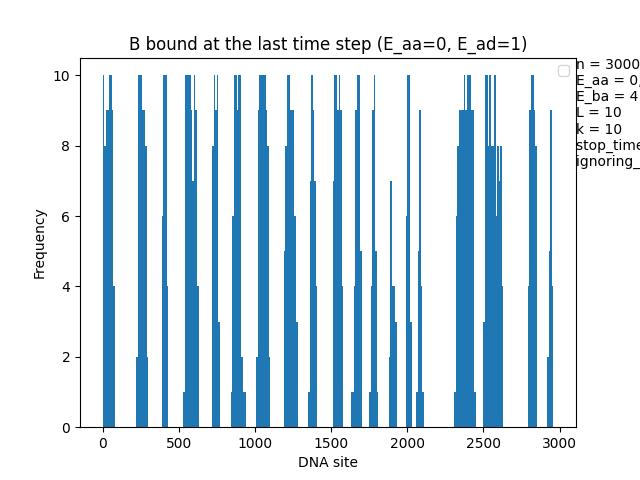 B bound at the last time step (E_aa=0, E_ad=1)
10
8
6
4
2
0
Frequency
0 500 1000 1500 2000 2500 3000
DNA site
n = 3000
E_aa = 0,
E_ba = 4
L = 10
k = 10
stop_time
ignoring_